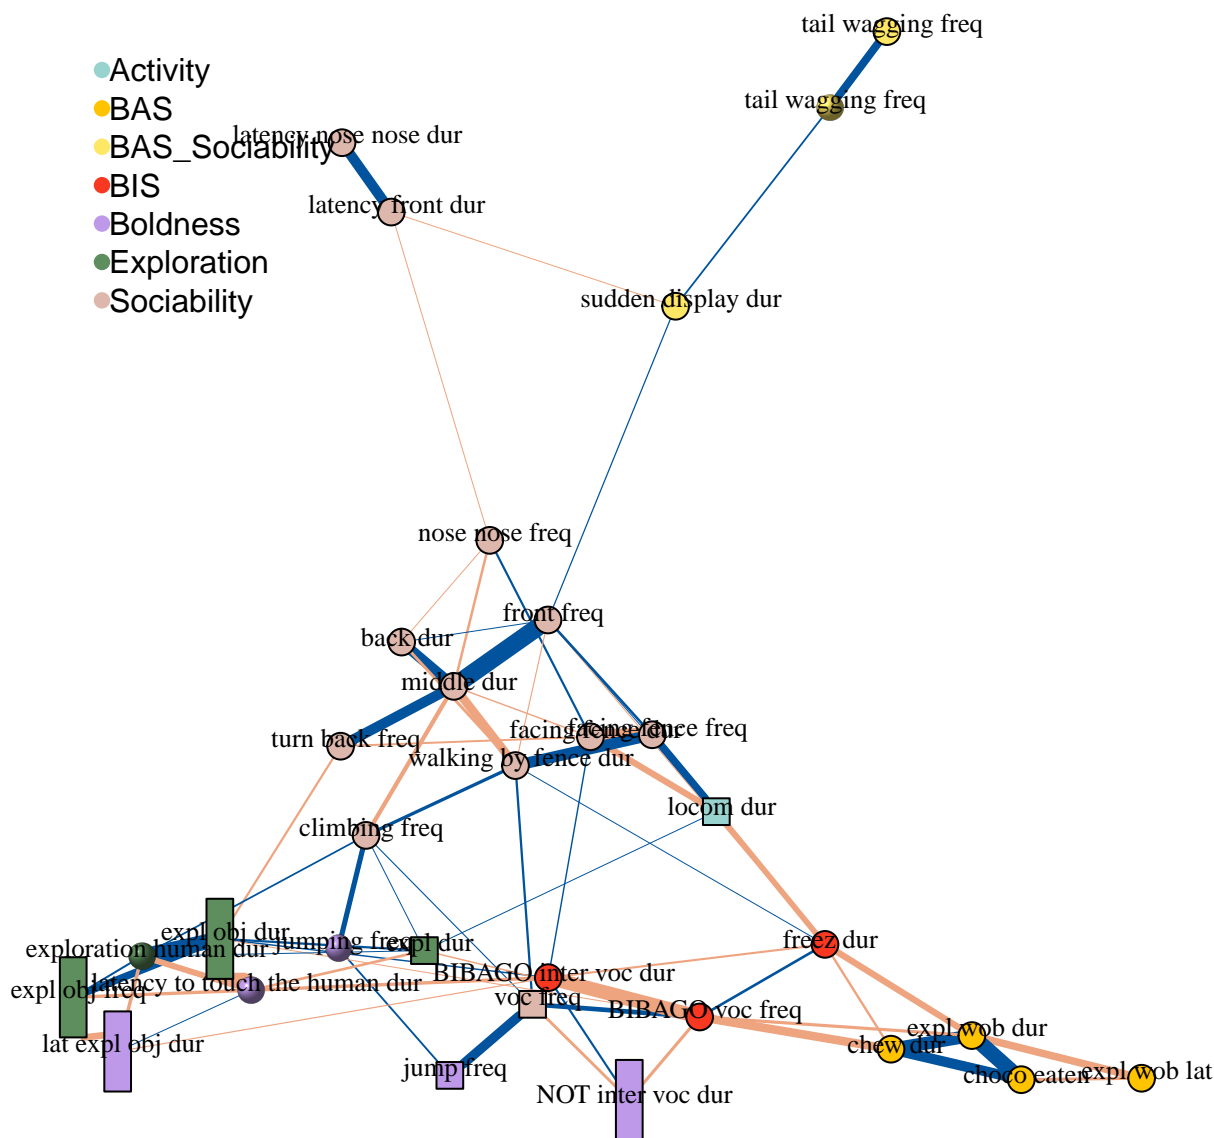 tail wagging freq
Activity
BAS
tail wagging freq
latency nose nose dur
BAS_Sociability
BIS
latency front dur
Boldness
Exploration
Sociability
sudden display dur
nose nose freq
front freq
back dur
middle dur
turn back freq
facing fence dur
facing fence freq
walking by fence dur
locom dur
climbing freq
expl obj dur
jumping freq
expl dur
freez dur
exploration human dur
BIBAGO inter voc dur
latency to touch the human dur
expl obj freq
voc freq
BIBAGO voc freq
expl wob dur
lat expl obj dur
chew dur
jump freq
choco eaten
expl wob lat
NOT inter voc dur